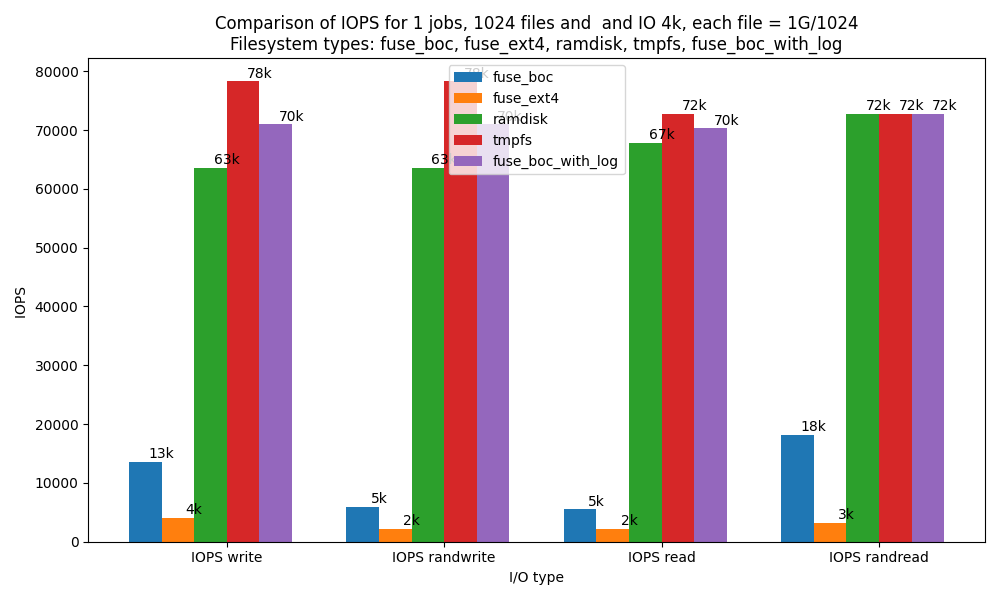 Comparison of IOPS for 1 jobs, 1024 files and  and IO 4k, each file = 1G/1024
Filesystem types: fuse_boc, fuse_ext4, ramdisk, tmpfs, fuse_boc_with_log
80000
70000
60000
50000
40000
30000
20000
10000
0
IOPS
fuse_boc
fuse_ext4
ramdisk
tmpfs
fuse_boc_with_log
13k
4k
63k
78k
70k
5k
2k
78k
5k
2k
67k
72k
70k
18k
3k
72k
72k
72k
IOPS write
IOPS randwrite
IOPS read
IOPS randread
I/O type